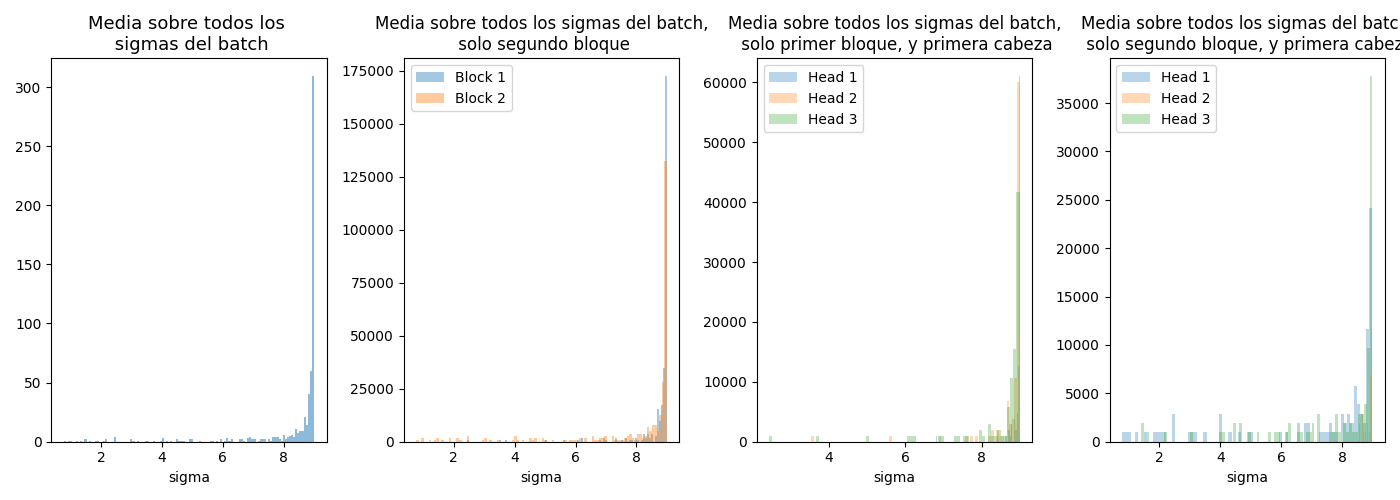 Media sobre todos los
sigmas del batch
300
250
200
150
100
50
0
2
4
6
8
sigma
Media sobre todos los sigmas del batch,
solo segundo bloque
Block 1
Block 2
175000
150000
125000
100000
75000
50000
25000
0
2
4
6
8
sigma
Media sobre todos los sigmas del batch,
solo primer bloque, y primera cabeza
Head 1
Head 2
Head 3
60000
50000
40000
30000
20000
10000
0
4
6
8
sigma
Media sobre todos los sigmas del batc
solo segundo bloque, y primera cabez
Head 1
Head 2
Head 3
35000
30000
25000
20000
15000
10000
5000
0
2
4
6
8
sigma